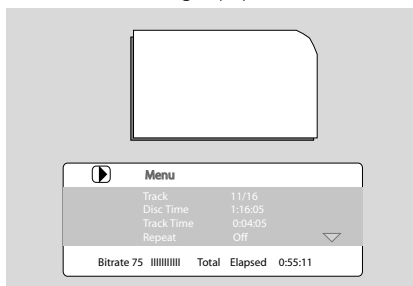 Menu
Track 11/16
Disc Time 1:16:05
Track Time 0:04:05
Repeat Off
Bitrate 75 IIIIIIIIIII Total Elapsed 0:55:11